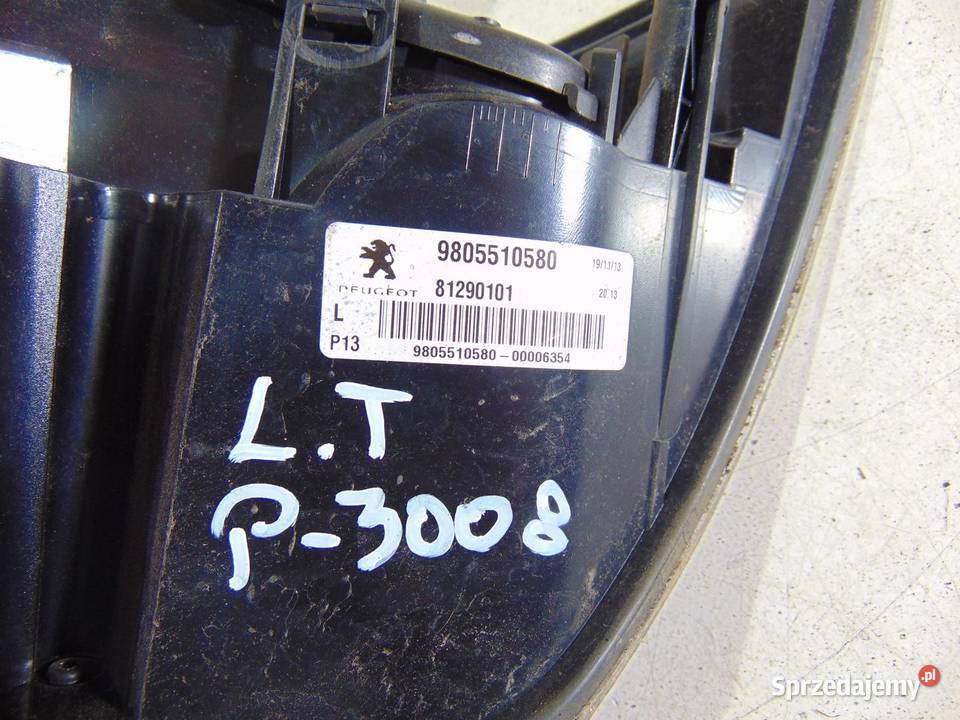 9805510580 19/11/13
PEUGEOT 81290101 20:13
L
P13 9805510580-00006354
L.T
P-3008
Sprzedajemy.pl